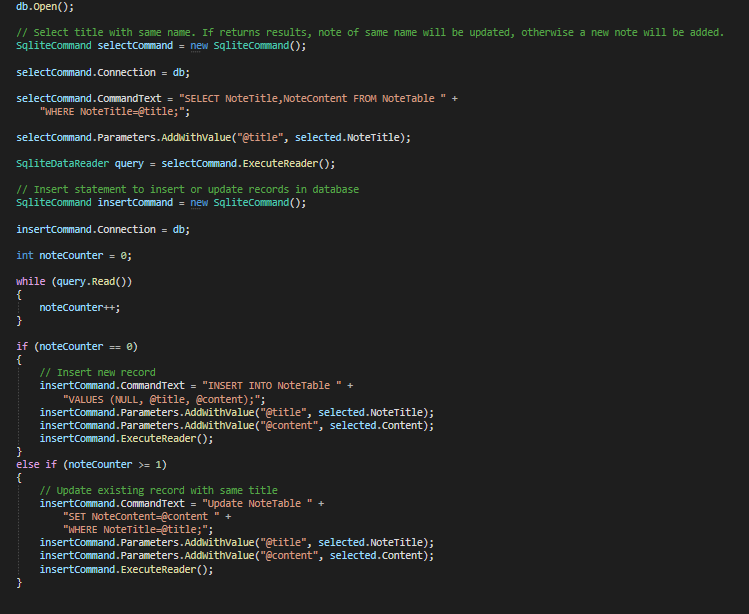 db.Open();
// Select title with same name. If returns results, note of same name will be updated, otherwise a new note will be added.
SqliteCommand selectCommand = new SqliteCommand();
selectCommand.Connection = db;
selectCommand.CommandText = "SELECT NoteTitle,NoteContent FROM NoteTable " +
"WHERE NoteTitle=@title;";
selectCommand.Parameters.AddWithValue("@title", selected.NoteTitle);
SqliteDataReader query = selectCommand.ExecuteReader();
// Insert statement to insert or update records in database
SqliteCommand insertCommand = new SqliteCommand();
insertCommand.Connection = db;
int noteCounter = 0;
while (query.Read())
{
noteCounter++;
}
if (noteCounter == 0)
{
// Insert new record
insertCommand.CommandText = "INSERT INTO NoteTable " +
"VALUES (NULL, @title, @content);";
insertCommand.Parameters.AddWithValue("@title", selected.NoteTitle);
insertCommand.Parameters.AddWithValue("@content", selected.Content);
insertCommand.ExecuteReader();
}
else if (noteCounter >= 1)
{
// Update existing record with same title
insertCommand.CommandText = "Update NoteTable " +
"SET NoteContent=@content " +
"WHERE NoteTitle=@title;";
insertCommand.Parameters.AddWithValue("@title", selected.NoteTitle);
insertCommand.Parameters.AddWithValue("@content", selected.Content);
insertCommand.ExecuteReader();
}